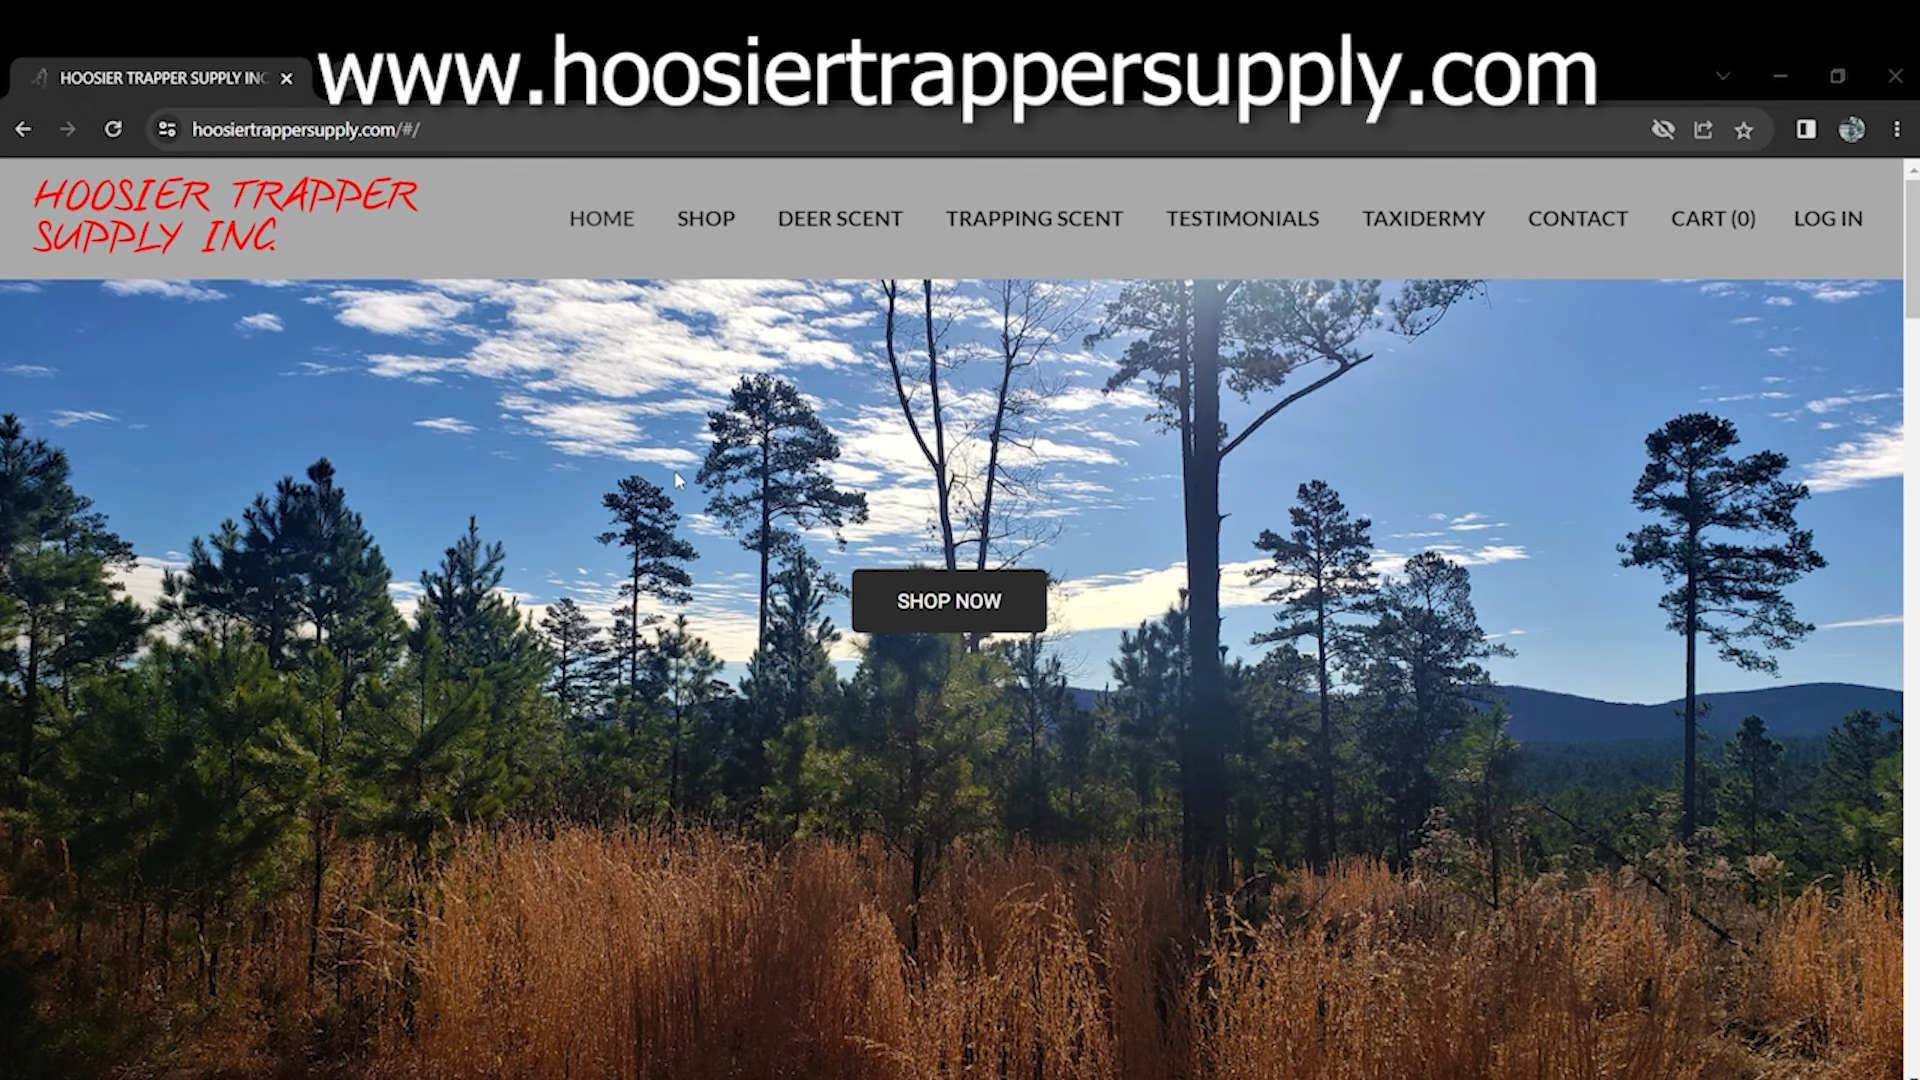 www.hoosiertrappersupply.com
HOOSIER TRAPPER SUPPLY INC
hoosiertrappersupply.com/#/
HOOSIER TRAPPER
SUPPLY INC.
HOME SHOP DEER SCENT TRAPPING SCENT TESTIMONIALS TAXIDERMY CONTACT CART (0) LOG IN
SHOP NOW